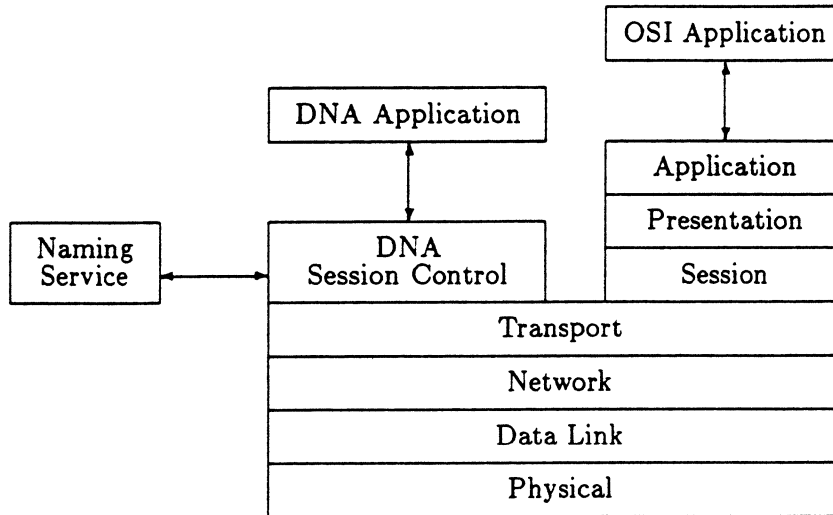 OSI Application
DNA Application
Application
Presentation
Naming
Service
DNA
Session Control
Session
Transport
Network
Data Link
Physical